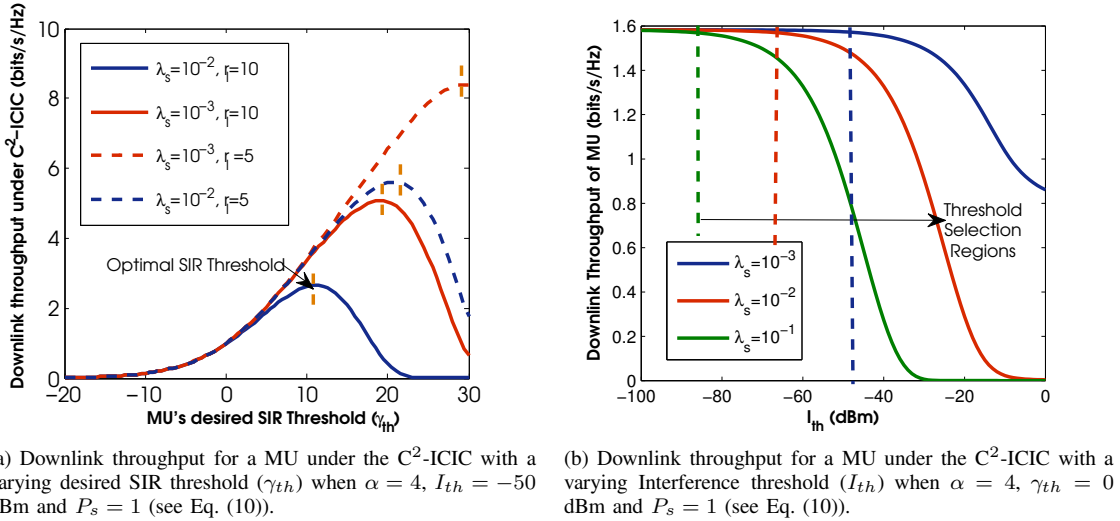 Downlink throughput under C²−ICIC (bits/s/Hz)
10
8
6
4
2
0
λs=10⁻², rᵢ=10
λs=10⁻³, rᵢ=10
λs=10⁻³, rᵢ=5
λs=10⁻², rᵢ=5
Optimal SIR Threshold
−20 −10 0 10 20 30
MU's desired SIR Threshold (γth)
Downlink Throughput of MU (bits/s/Hz)
1.6
1.4
1.2
1
0.8
0.6
0.4
0.2
0
Threshold
Selection
Regions
λs=10⁻³
λs=10⁻²
λs=10⁻¹
−100 −80 −60 −40 −20 0
Ith (dBm)
a) Downlink throughput for a MU under the C²-ICIC with a
arying desired SIR threshold (γth) when α = 4, Ith = −50
Bm and Ps = 1 (see Eq. (10)).
(b) Downlink throughput for a MU under the C²-ICIC with a
varying Interference threshold (Ith) when α = 4, γth = 0
dBm and Ps = 1 (see Eq. (10)).